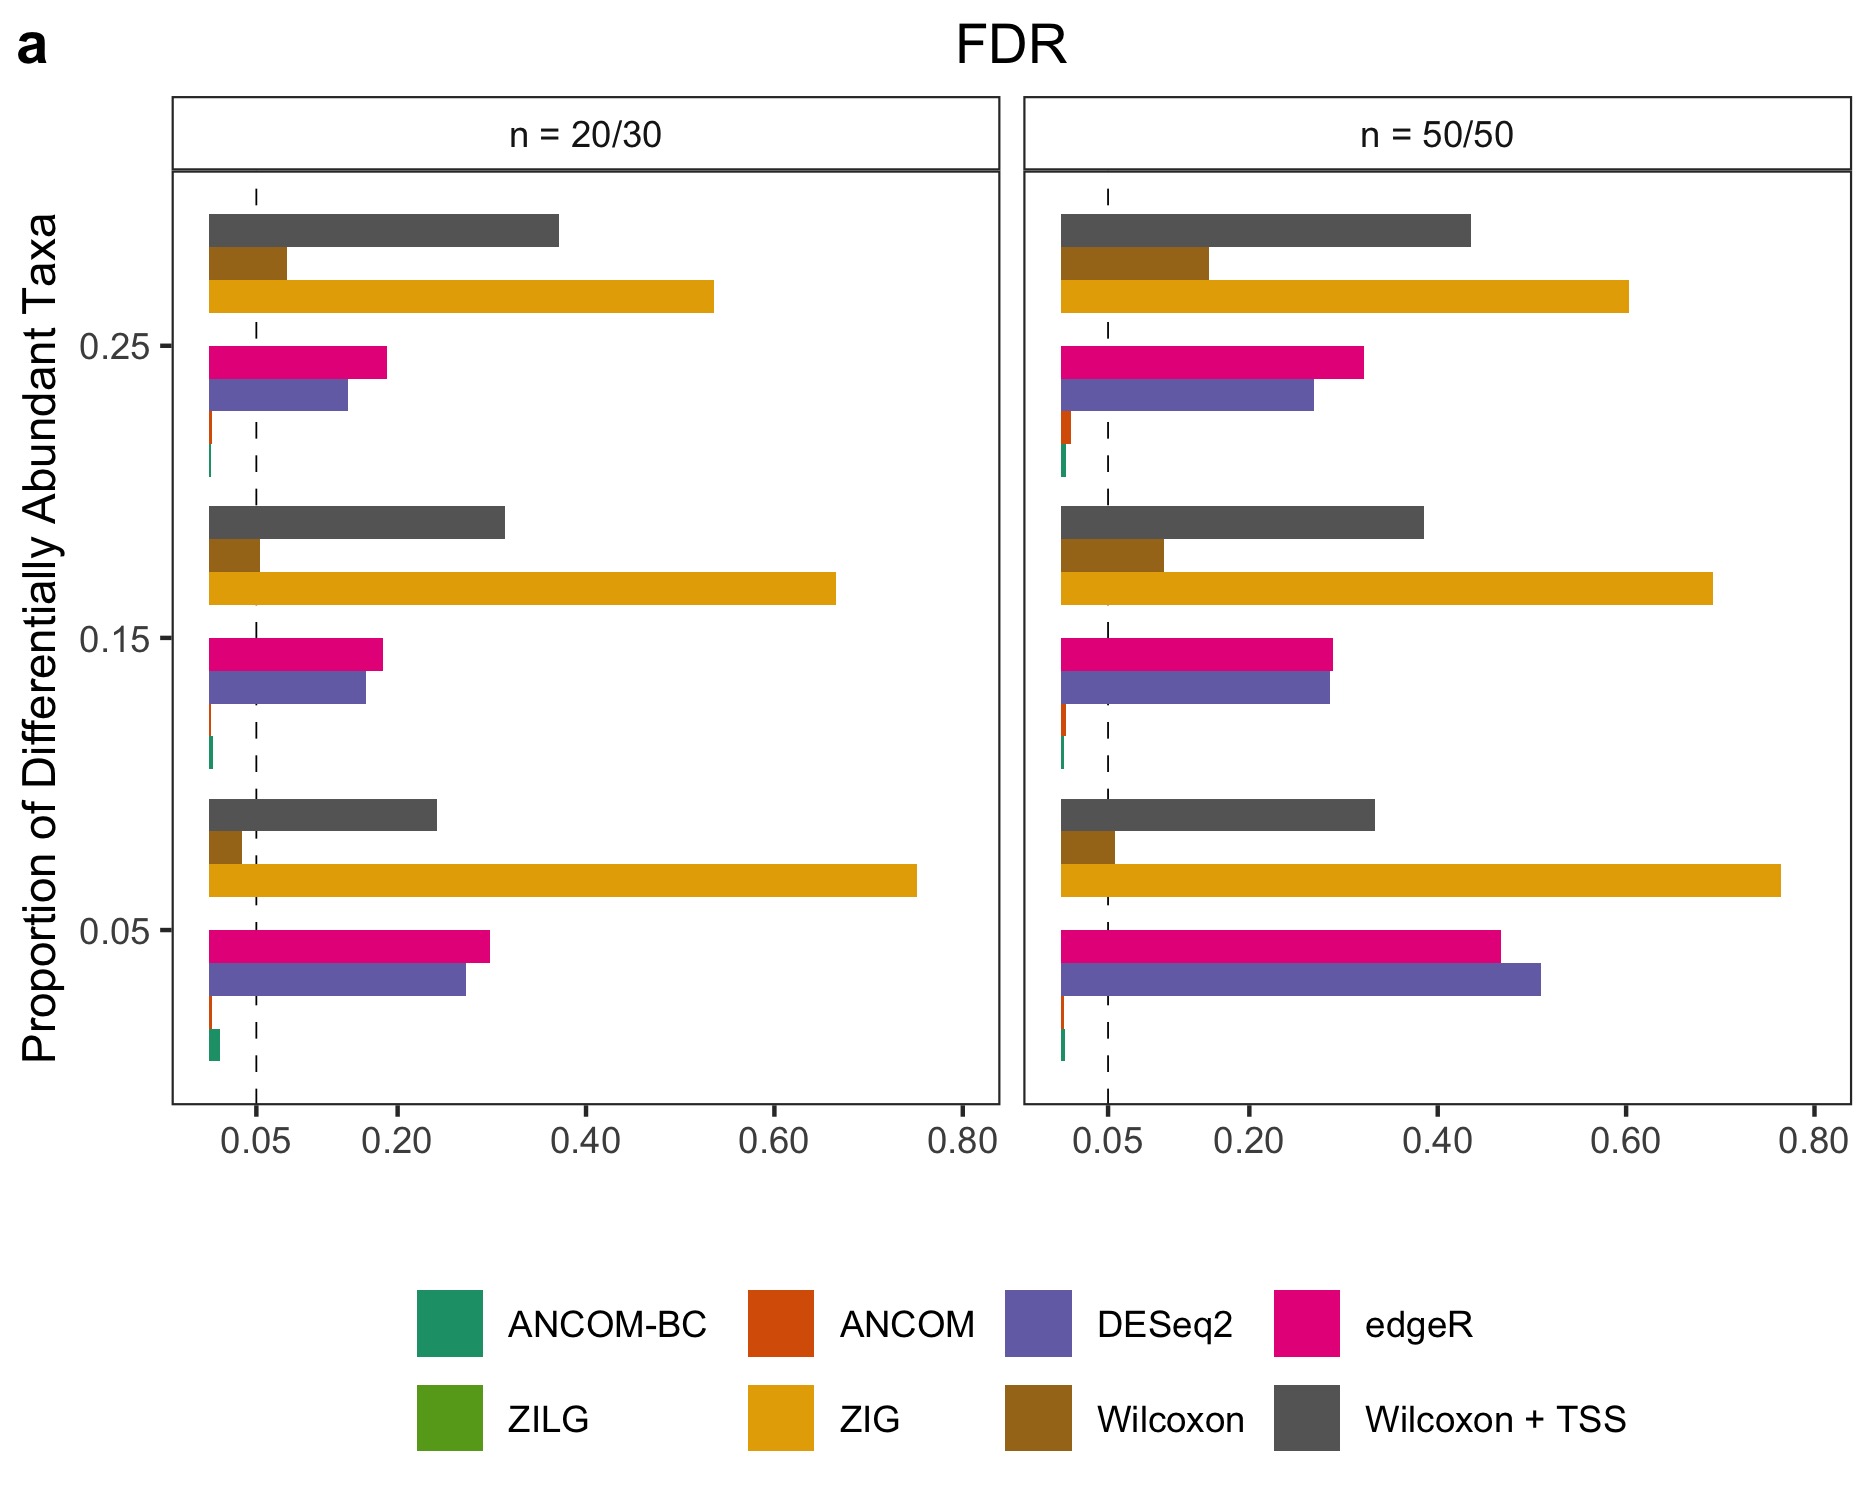 a
FDR
n = 20/30
n = 50/50
Proportion of Differentially Abundant Taxa
0.25
0.15
0.05
0.05 0.20 0.40 0.60 0.80
0.05 0.20 0.40 0.60 0.80
ANCOM-BC ANCOM DESeq2 edgeR
ZILG ZIG Wilcoxon Wilcoxon + TSS